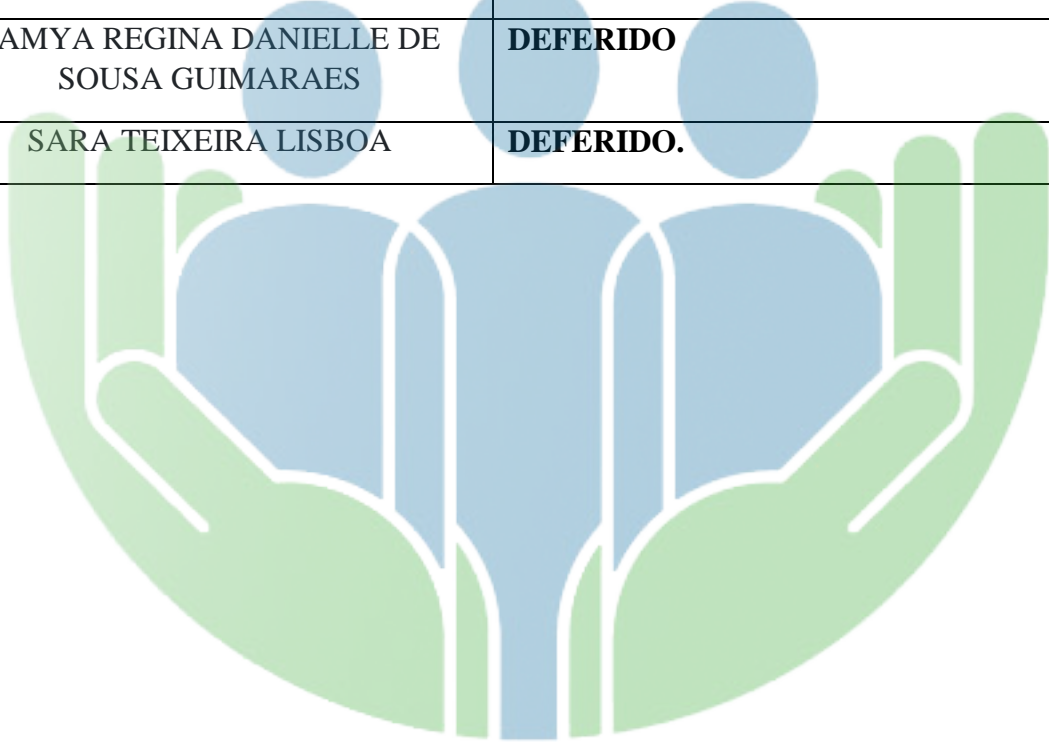 AMYA REGINA DANIELLE DE
SOUSA GUIMARAES
DEFERIDO
SARA TEIXEIRA LISBOA
DEFERIDO.